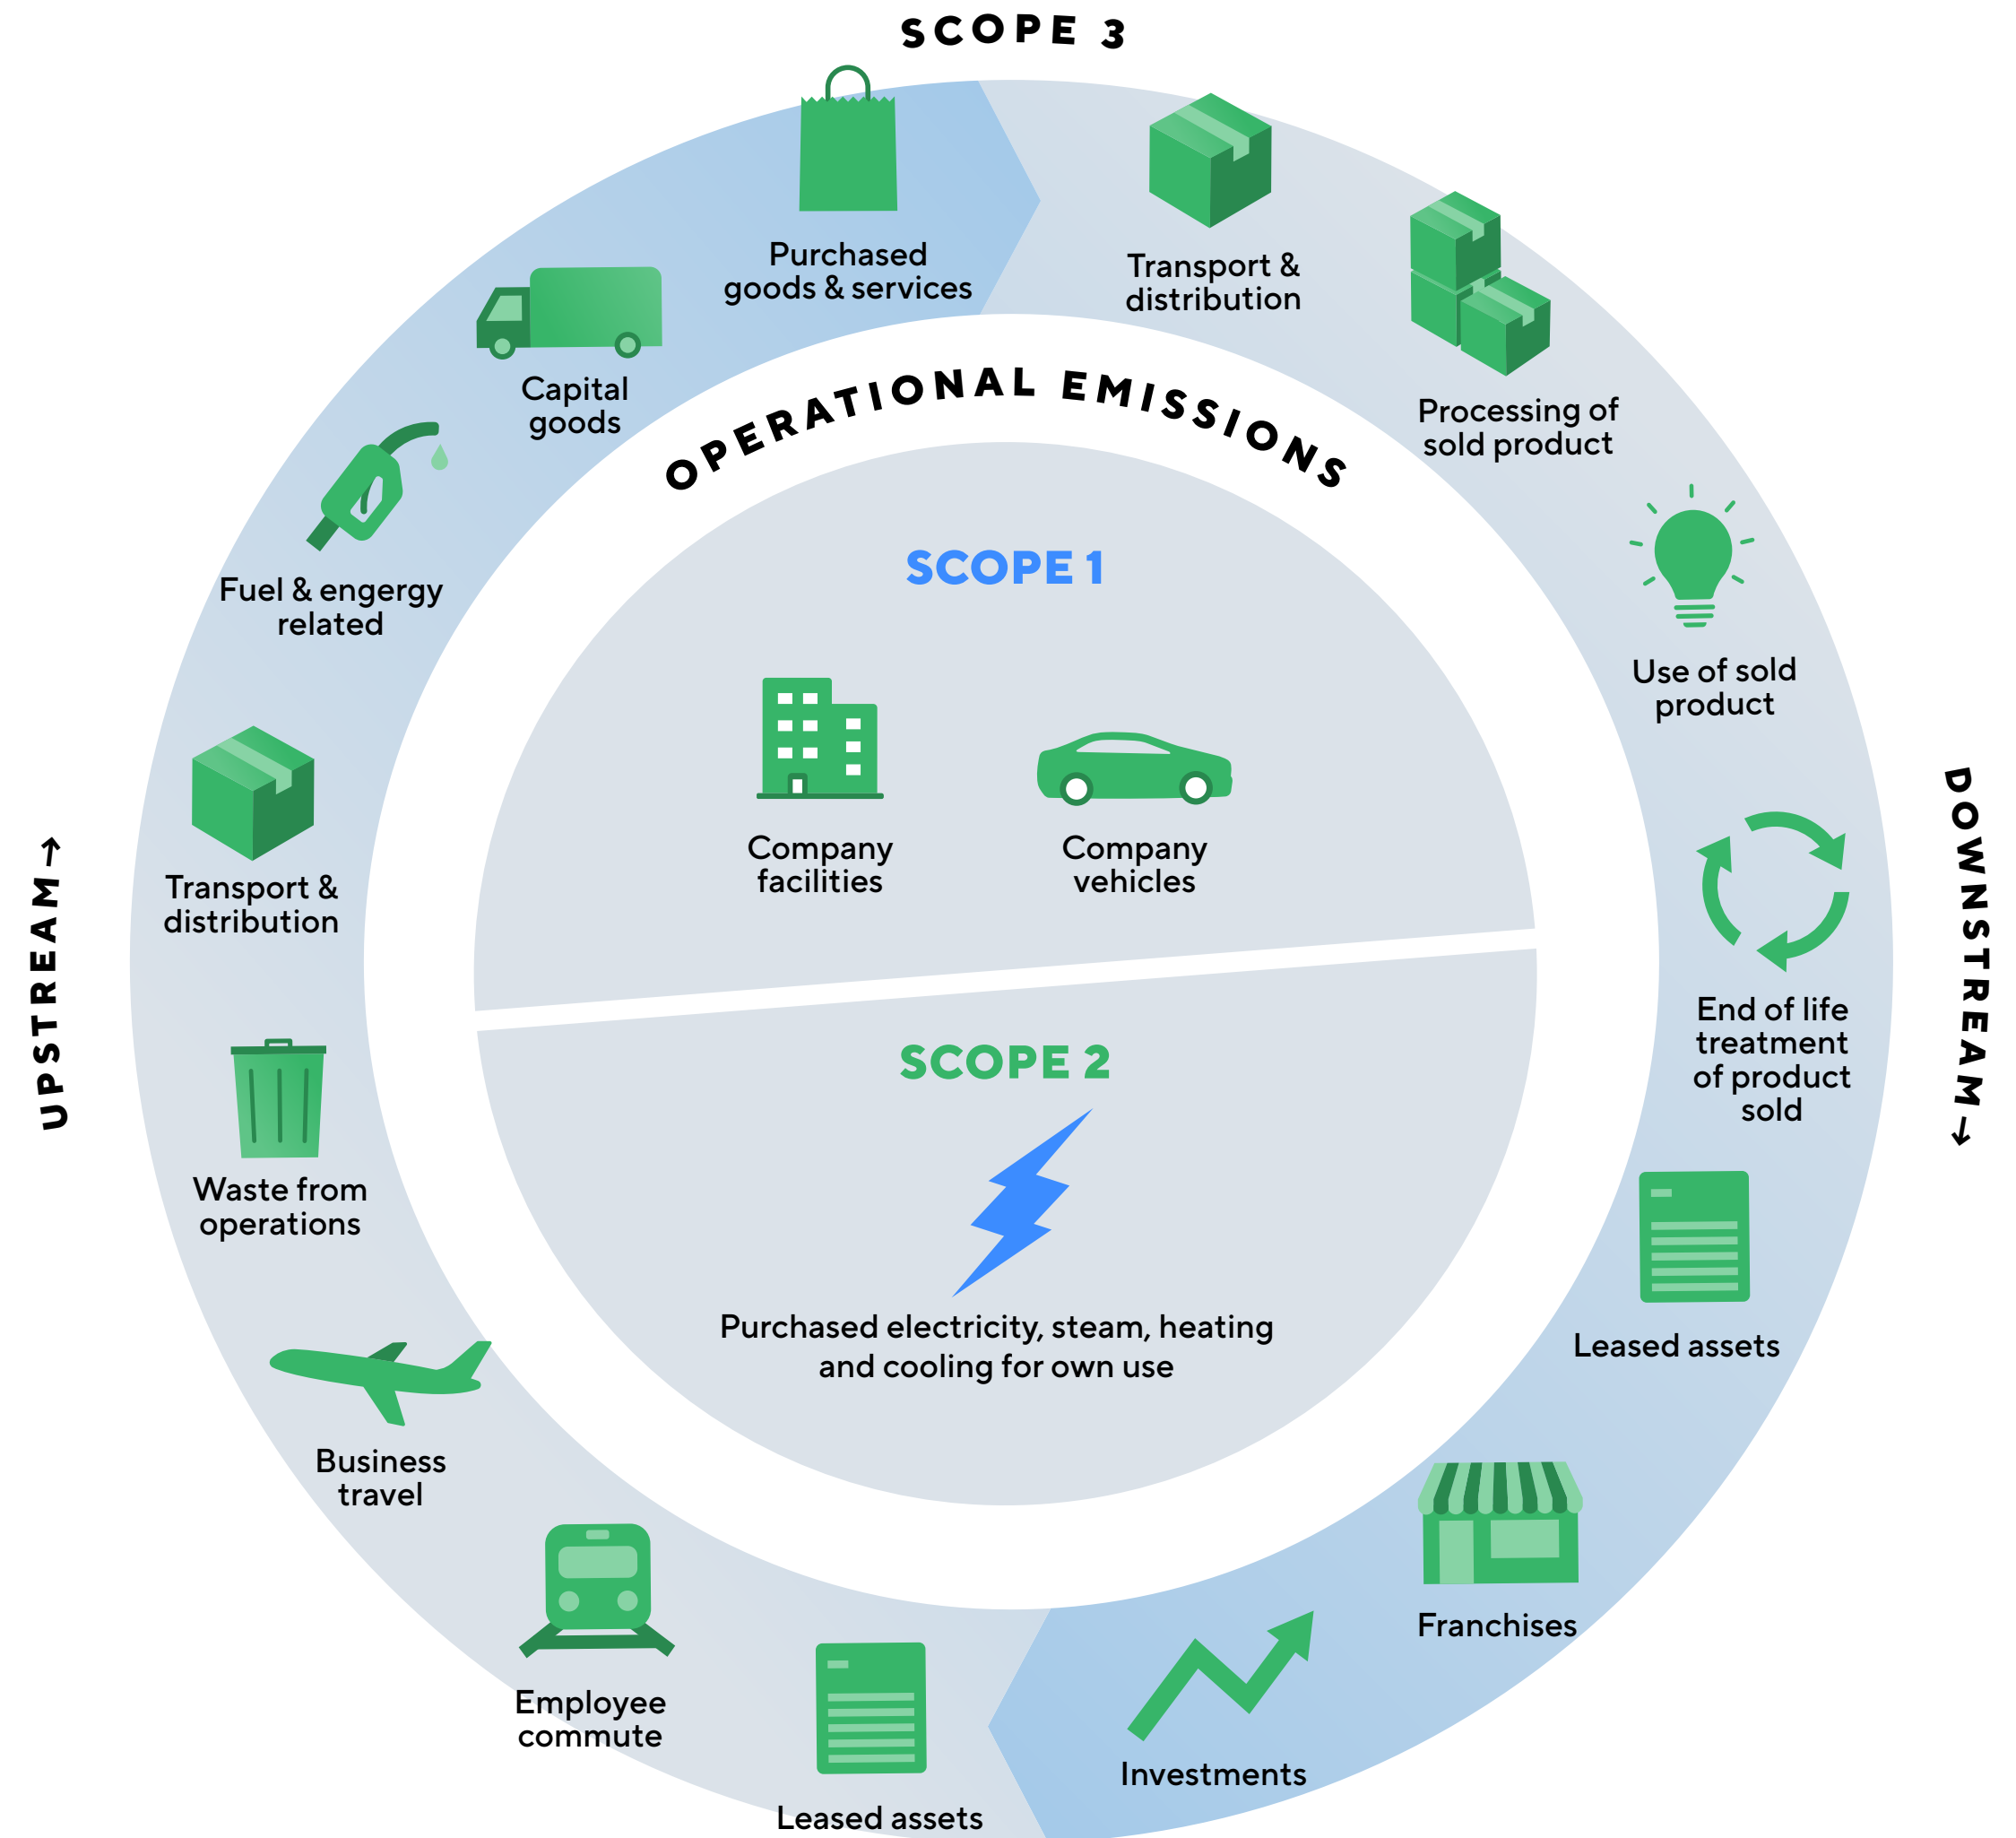 SCOPE 3
Purchased
goods & services
Transport &
distribution
Processing of
sold product
Use of sold
product
End of life
treatment
of product
sold
Leased assets
Franchises
Investments
Leased assets
Employee
commute
Business
travel
Waste from
operations
Transport &
distribution
Fuel & engergy
related
Capital
goods
UPSTREAM→
DOWNSTREAM→
OPERATIONAL EMISSIONS
SCOPE 1
Company
facilities
Company
vehicles
SCOPE 2
Purchased electricity, steam, heating
and cooling for own use